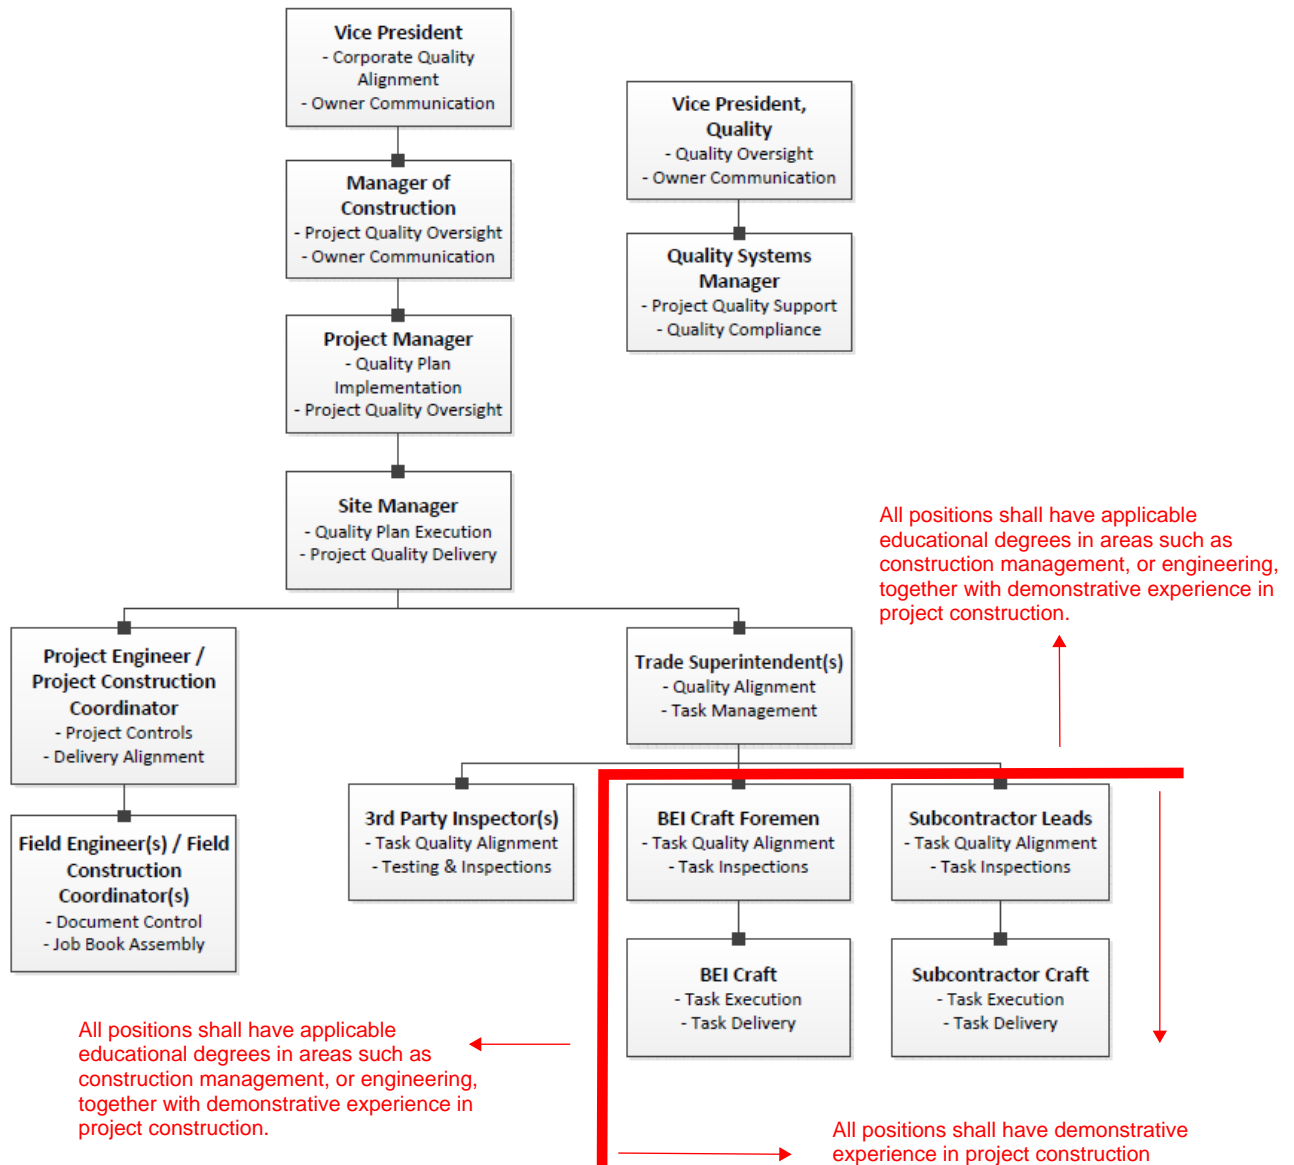 Vice President
- Corporate Quality
Alignment
- Owner Communication
Vice President,
Quality
- Quality Oversight
- Owner Communication
Manager of
Construction
- Project Quality Oversight
- Owner Communication
Quality Systems
Manager
- Project Quality Support
- Quality Compliance
Project Manager
- Quality Plan
Implementation
- Project Quality Oversight
Site Manager
- Quality Plan Execution
- Project Quality Delivery
All positions shall have applicable
educational degrees in areas such as
construction management, or engineering,
together with demonstrative experience in
project construction.
Project Engineer /
Project Construction
Coordinator
- Project Controls
- Delivery Alignment
Trade Superintendent(s)
- Quality Alignment
- Task Management
Field Engineer(s) / Field
Construction
Coordinator(s)
- Document Control
- Job Book Assembly
3rd Party Inspector(s)
- Task Quality Alignment
- Testing & Inspections
BEI Craft Foremen
- Task Quality Alignment
- Task Inspections
Subcontractor Leads
- Task Quality Alignment
- Task Inspections
BEI Craft
- Task Execution
- Task Delivery
Subcontractor Craft
- Task Execution
- Task Delivery
All positions shall have applicable
educational degrees in areas such as
construction management, or engineering,
together with demonstrative experience in
project construction.
All positions shall have demonstrative
experience in project construction